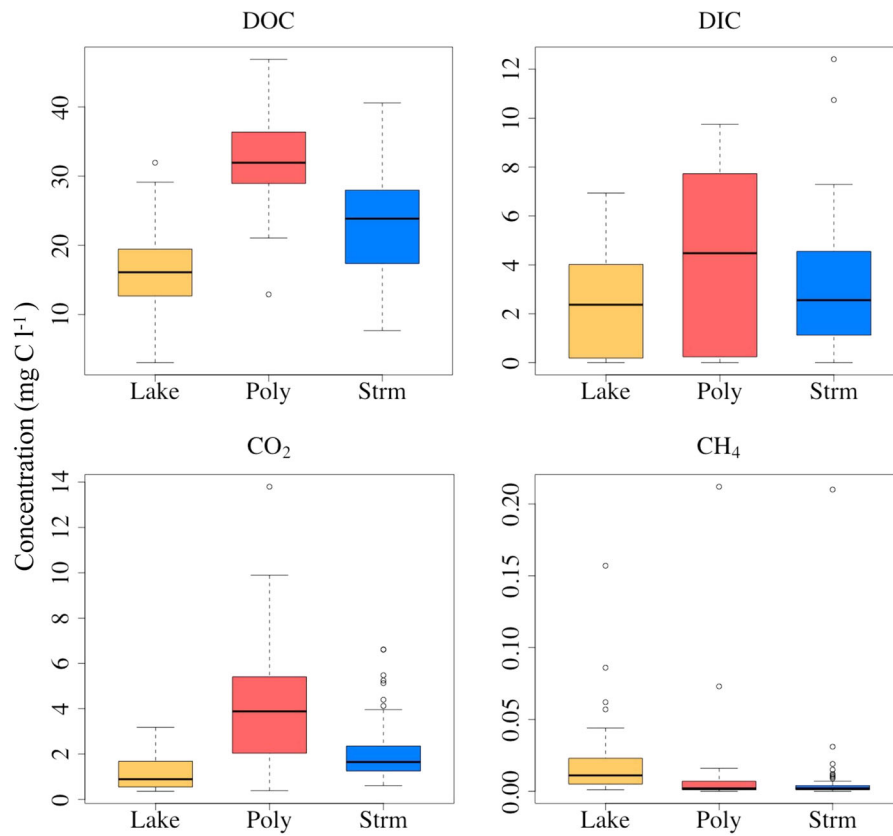 DOC
DIC
40
30
20
10
12
10
8
6
4
2
0
Lake Poly Strm
Lake Poly Strm
Concentration (mg C l⁻¹)
CO₂
CH₄
14
12
10
8
6
4
2
0
0.20
0.15
0.10
0.05
0.00
Lake Poly Strm
Lake Poly Strm